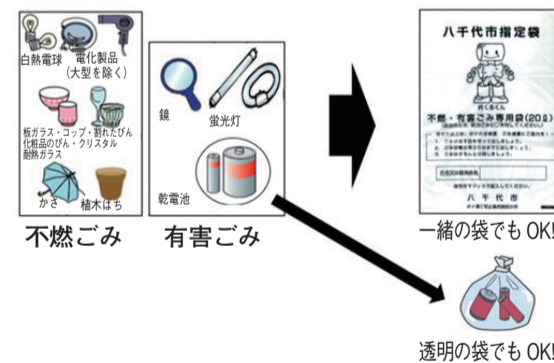 白熱電球
電化製品
(大型を除く)
板ガラス・コップ・割れたびん
化粧品のびん・クリスタル
耐熱ガラス
かさ
植木ばち
不燃ごみ
鏡
蛍光灯
乾電池
有害ごみ
八千代市指定袋
不燃・有害ごみ専用袋(20ℓ)
八 千 代 市
一緒の袋でも OK!
透明の袋でも OK!